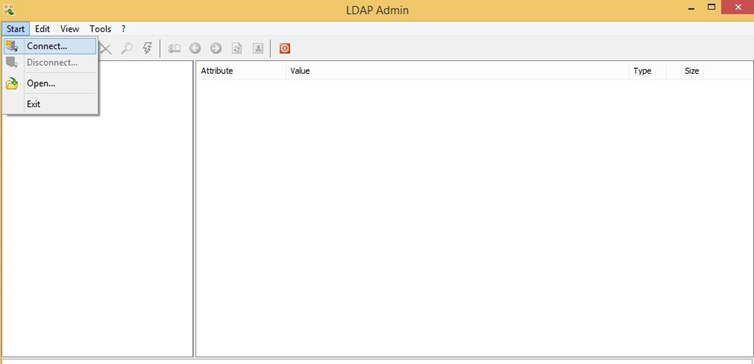 LDAP Admin
Start Edit View Tools ?
Connect...
Disconnect...
Open...
Exit
Attribute Value Type Size